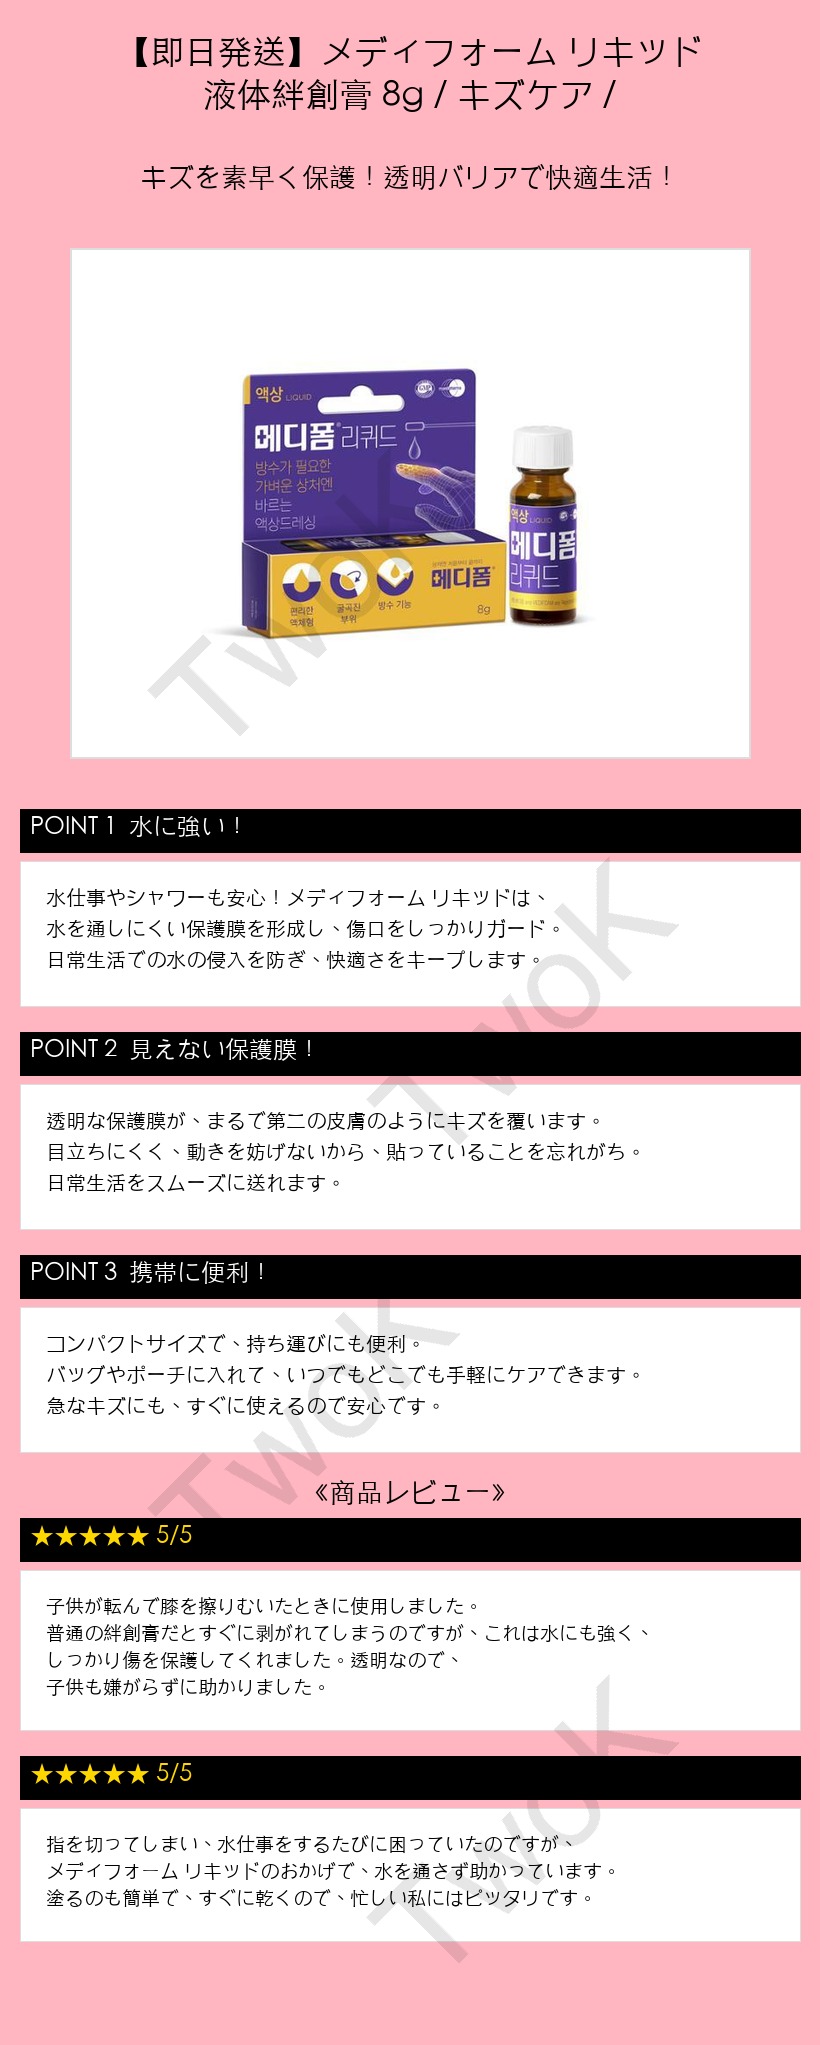 【即日発送】メディフォーム リキッド
液体絆創膏 8g / キズケア /
キズを素早く保護！透明バリアで快適生活！
액상 LIQUID
메디폼 리퀴드
방수가 필요한
가벼운 상처엔
바르는
액상드레싱
편리한
액체형
굴곡진
부위
방수 기능
메디폼
8g
액상 LIQUID
메디폼
리퀴드
TwoK
POINT 1 水に強い！
水仕事やシャワーも安心！メディフォーム リキッドは、
水を通しにくい保護膜を形成し、傷口をしっかりガード。
日常生活での水の侵入を防ぎ、快適さをキープします。
TwoK
POINT 2 見えない保護膜！
透明な保護膜が、まるで第二の皮膚のようにキズを覆います。
目立ちにくく、動きを妨げないから、貼っていることを忘れがち。
日常生活をスムーズに送れます。
POINT 3 携帯に便利！
コンパクトサイズで、持ち運びにも便利。
バッグやポーチに入れて、いつでもどこでも手軽にケアできます。
急なキズにも、すぐに使えるので安心です。
TwoK
《商品レビュー》
★★★★★ 5/5
子供が転んで膝を擦りむいたときに使用しました。
普通の絆創膏だとすぐに剥がれてしまうのですが、これは水にも強く、
しっかり傷を保護してくれました。透明なので、
子供も嫌がらずに助かりました。
★★★★★ 5/5
指を切ってしまい、水仕事をするたびに困っていたのですが、
メディフォーム リキッドのおかげで、水を通さず助かっています。
塗るのも簡単で、すぐに乾くので、忙しい私にはピッタリです。
TwoK